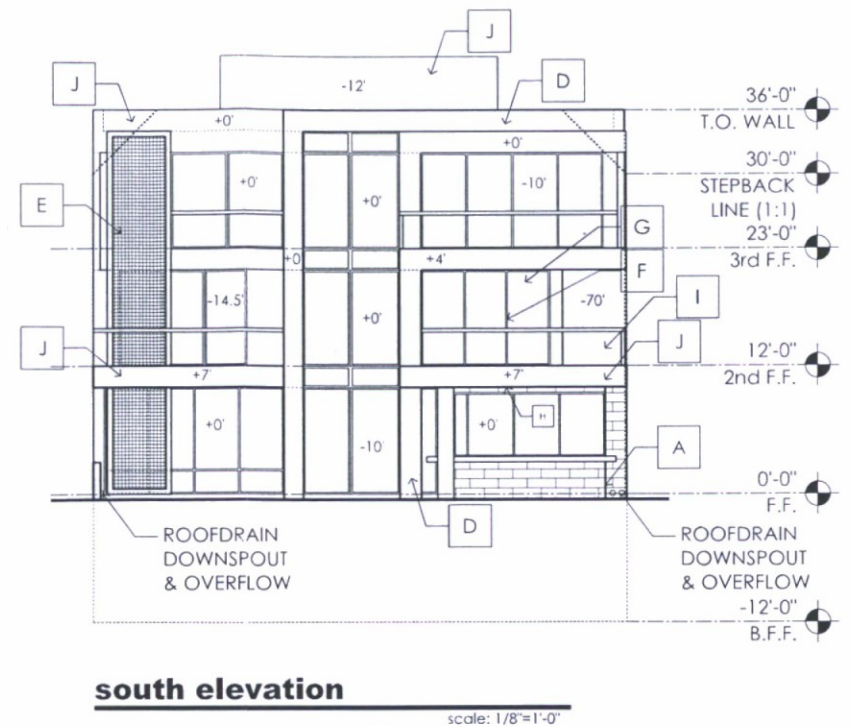 J
J
-12'
D
36'-0"
T.O. WALL
+0'
+0'
30'-0"
STEPBACK
LINE (1:1)
+0'
-10'
+0'
E
G
23'-0"
3rd F.F.
+0
+4'
F
-14.5'
-70'
I
+0'
J
J
12'-0"
2nd F.F.
+7'
+7'
H
+0'
+0'
-10'
A
0'-0"
F.F.
D
ROOFDRAIN
DOWNSPOUT
& OVERFLOW
ROOFDRAIN
DOWNSPOUT
& OVERFLOW
-12'-0"
B.F.F.
south elevation
scale: 1/8"=1'-0"